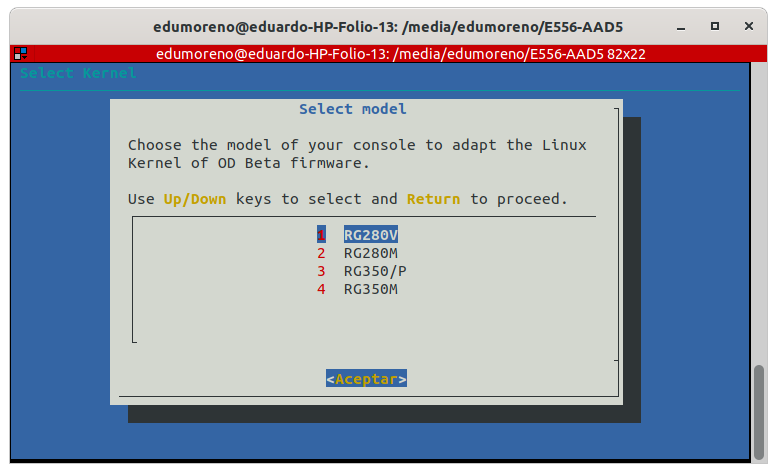 edumoreno@eduardo-HP-Folio-13: /media/edumoreno/E556-AAD5
edumoreno@eduardo-HP-Folio-13: /media/edumoreno/E556-AAD5 82x22
Select Kernel
Select model
Choose the model of your console to adapt the Linux
Kernel of OD Beta firmware.
Use Up/Down keys to select and Return to proceed.
1 RG280V
2 RG280M
3 RG350/P
4 RG350M
<Aceptar>